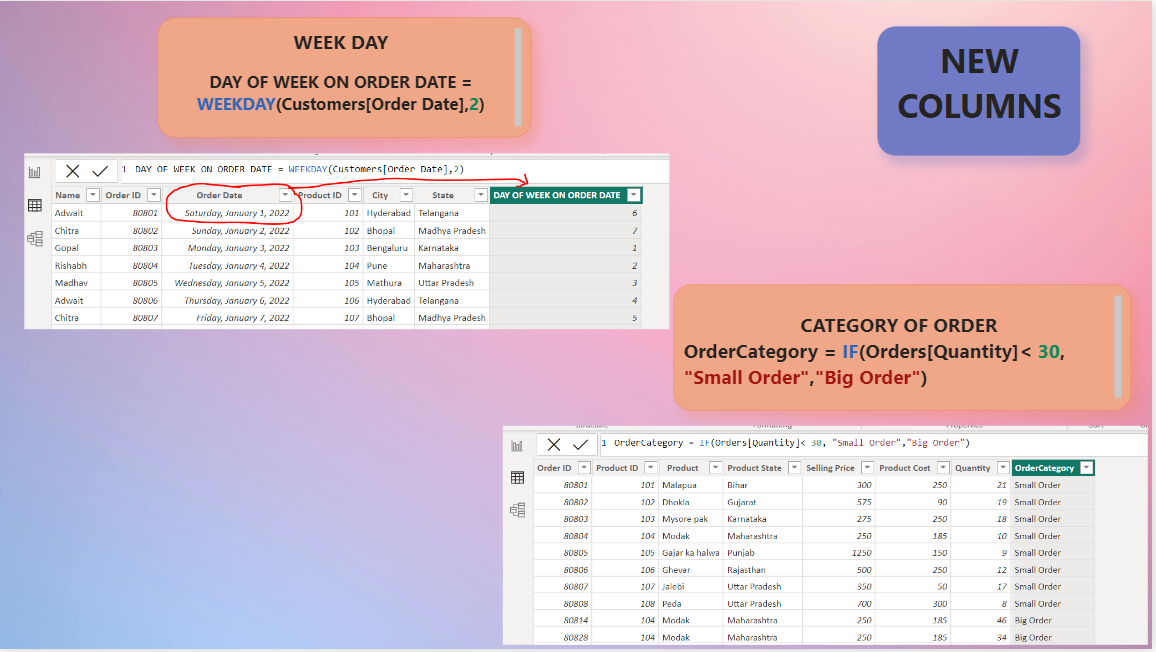 WEEK DAY
DAY OF WEEK ON ORDER DATE =
WEEKDAY(Customers[Order Date],2)
NEW
COLUMNS
1 DAY OF WEEK ON ORDER DATE = WEEKDAY(Customers[Order Date],2)
Name Order ID Order Date Product ID City State DAY OF WEEK ON ORDER DATE
Adwait 80801 Saturday, January 1, 2022 101 Hyderabad Telangana 6
Chitra 80802 Sunday, January 2, 2022 102 Bhopal Madhya Pradesh 7
Gopal 80803 Monday, January 3, 2022 103 Bengaluru Karnataka 1
Rishabh 80804 Tuesday, January 4, 2022 104 Pune Maharashtra 2
Madhav 80805 Wednesday, January 5, 2022 105 Mathura Uttar Pradesh 3
Adwait 80806 Thursday, January 6, 2022 106 Hyderabad Telangana 4
Chitra 80807 Friday, January 7, 2022 107 Bhopal Madhya Pradesh 5
CATEGORY OF ORDER
OrderCategory = IF(Orders[Quantity]< 30,
"Small Order","Big Order")
1 OrderCategory = IF(Orders[Quantity]< 30, "Small Order","Big Order")
Order ID Product ID Product Product State Selling Price Product Cost Quantity OrderCategory
80801 101 Malapua Bihar 300 250 21 Small Order
80802 102 Dhokla Gujarat 575 90 19 Small Order
80803 103 Mysore pak Karnataka 275 250 18 Small Order
80804 104 Modak Maharashtra 250 185 10 Small Order
80805 105 Gajar ka halwa Punjab 1250 150 9 Small Order
80806 106 Ghevar Rajasthan 500 250 12 Small Order
80807 107 Jalebi Uttar Pradesh 350 50 17 Small Order
80808 108 Peda Uttar Pradesh 700 300 8 Small Order
80814 104 Modak Maharashtra 250 185 46 Big Order
80828 104 Modak Maharashtra 250 185 34 Big Order